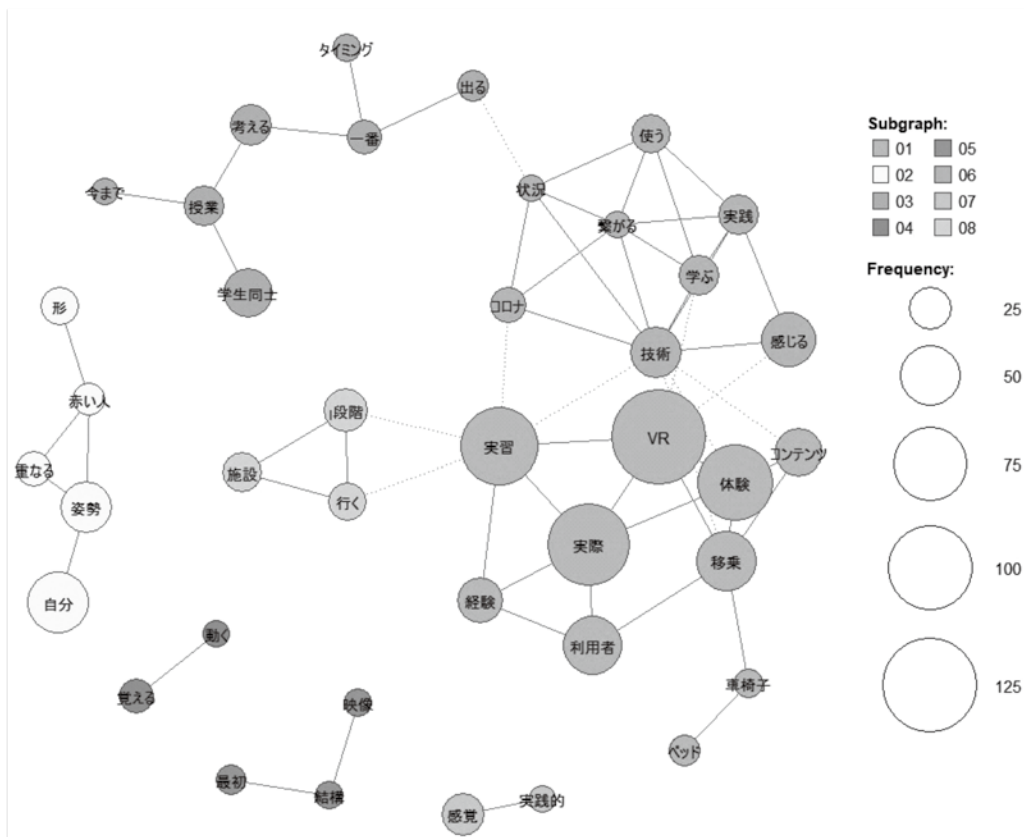 タイミング
出る
考える
一番
使う
今まで
授業
状況
実践
繋がる
学生同士
学ぶ
形
コロナ
技術
感じる
赤い人
段階
実習
VR
重なる
施設
体験
コンテンツ
姿勢
行く
実際
移乗
自分
経験
動く
利用者
覚える
映像
車椅子
ベッド
最初
結構
感覚
実践的
Subgraph:
01 05
02 06
03 07
04 08
Frequency:
25
50
75
100
125